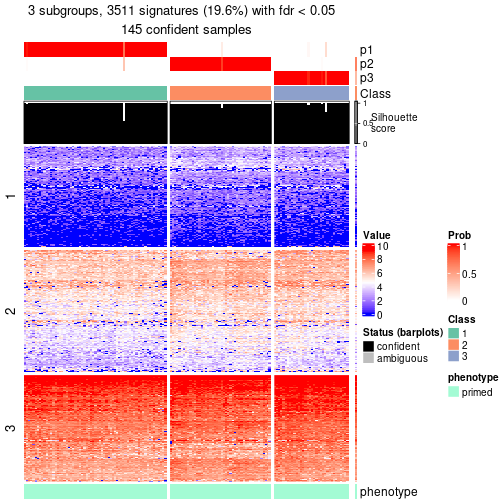 3 subgroups, 3511 signatures (19.6%) with fdr < 0.05
145 confident samples
p1
p2
p3
Class
1
0.5
0
Silhouette
score
1
2
3
phenotype
Value
10
8
6
4
2
0
Status (barplots)
confident
ambiguous
Prob
1
0.5
0
Class
1
2
3
phenotype
primed